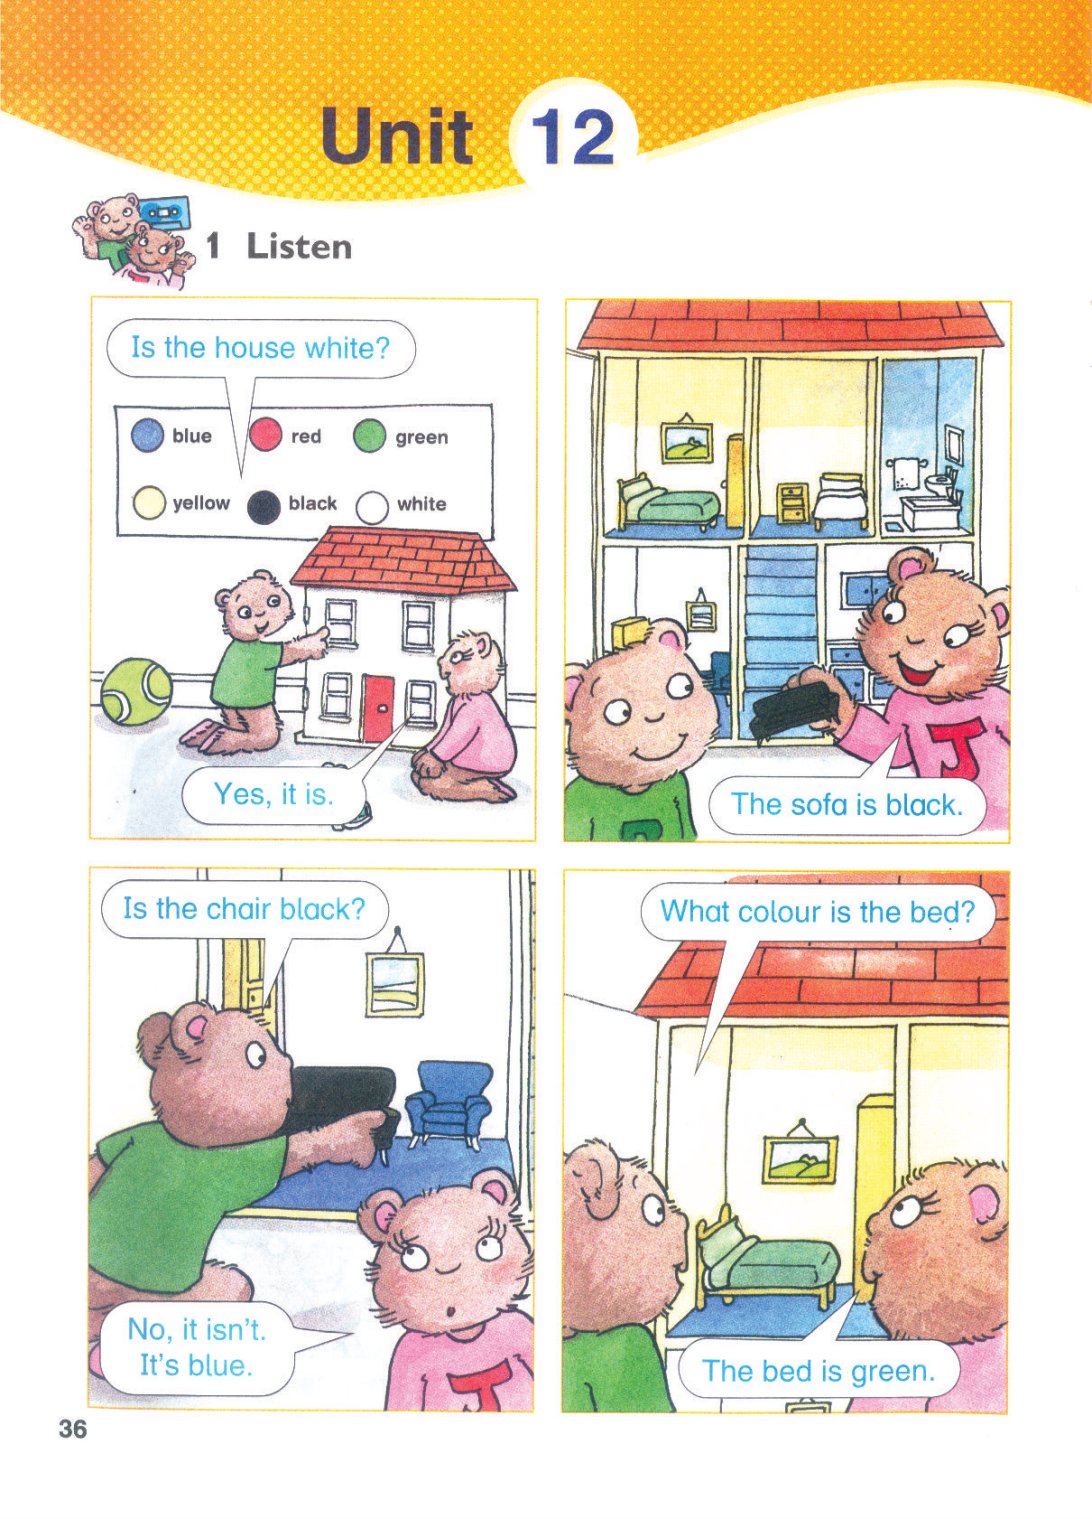 Unit 12
1 Listen
Is the house white?
blue red green
yellow black white
Yes, it is.
J
The sofa is black.
Is the chair black?
No, it isn't.
It's blue.
J
What colour is the bed?
The bed is green.
36